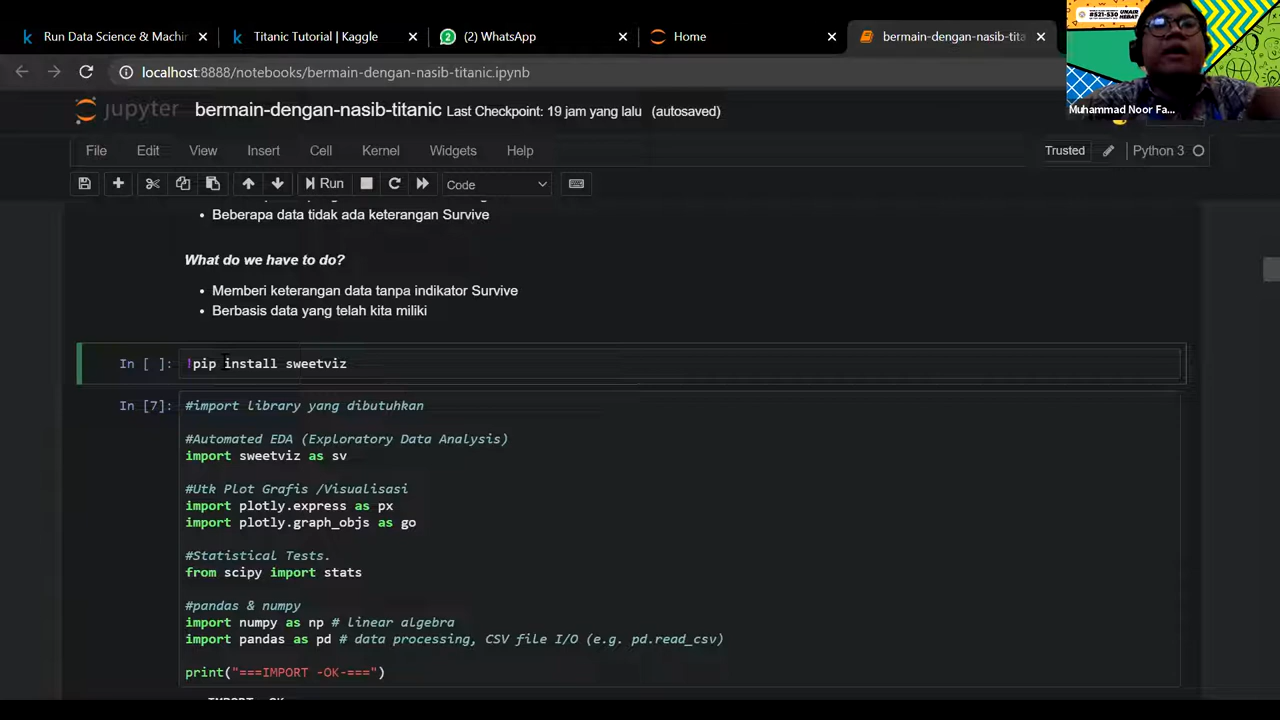 Run Data Science & Machin
Titanic Tutorial | Kaggle
(2) WhatsApp
Home
bermain-dengan-nasib-tita
#521-530
UNAIR
HEBAT
localhost:8888/notebooks/bermain-dengan-nasib-titanic.ipynb
Muhammad Noor Fa...
jupyter
bermain-dengan-nasib-titanic Last Checkpoint: 19 jam yang lalu (autosaved)
File Edit View Insert Cell Kernel Widgets Help
Trusted
Python 3
Run
Code
Beberapa data tidak ada keterangan Survive
What do we have to do?
Memberi keterangan data tanpa indikator Survive
Berbasis data yang telah kita miliki
In [ ]: !pip install sweetviz
In [7]: #import library yang dibutuhkan
#Automated EDA (Exploratory Data Analysis)
import sweetviz as sv
#Utk Plot Grafis /Visualisasi
import plotly.express as px
import plotly.graph_objs as go
#Statistical Tests.
from scipy import stats
#pandas & numpy
import numpy as np # linear algebra
import pandas as pd # data processing, CSV file I/O (e.g. pd.read_csv)
print("===IMPORT -OK-===")